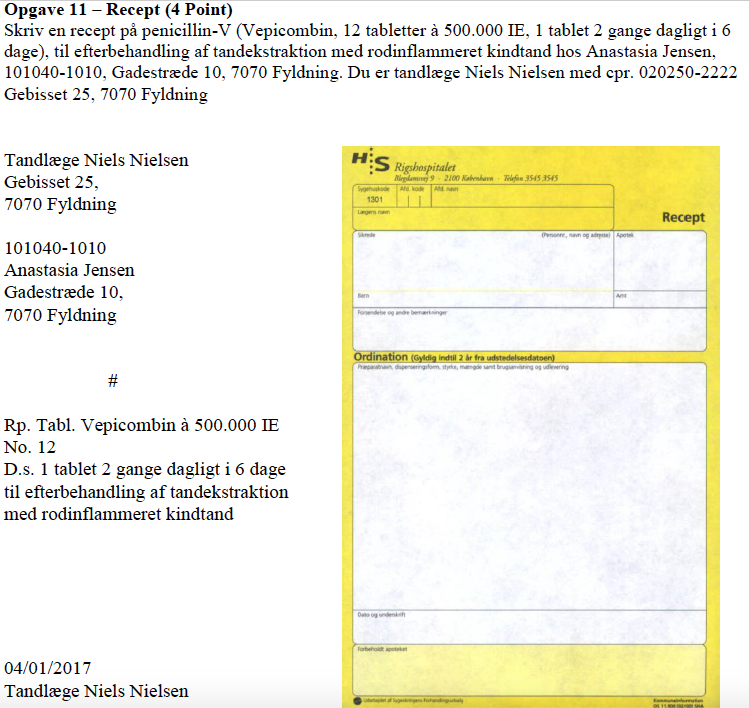 Opgave 11 – Recept (4 Point)
Skriv en recept på penicillin-V (Vepicombin, 12 tabletter à 500.000 IE, 1 tablet 2 gange dagligt i 6
dage), til efterbehandling af tandekstraktion med rodinflammeret kindtand hos Anastasia Jensen,
101040-1010, Gadestræde 10, 7070 Fyldning. Du er tandlæge Niels Nielsen med cpr. 020250-2222
Gebisset 25, 7070 Fyldning
Tandlæge Niels Nielsen
Gebisset 25,
7070 Fyldning
101040-1010
Anastasia Jensen
Gadestræde 10,
7070 Fyldning
#
Rp. Tabl. Vepicombin à 500.000 IE
No. 12
D.s. 1 tablet 2 gange dagligt i 6 dage
til efterbehandling af tandekstraktion
med rodinflammeret kindtand
04/01/2017
Tandlæge Niels Nielsen
H:S Rigshospitalet
Blegdamsvej 9 · 2100 København · Telefon 3545 3545
Sygehuskode Afd. kode Afd. navn
1301
Lægens navn
Recept
Sikrede (Personnr., navn og adresse) Apotek
Barn Amt
Forsendelse og andre bemærkninger
Ordination (Gyldig indtil 2 år fra udstedelsesdatoen)
Præparatnavn, dispenseringsform, styrke, mængde samt brugsanvisning og udlevering
Dato og underskrift
Forbeholdt apoteket
Udarbejdet af Sygesikringens Forhandlingsudvalg
Kommuneinformation